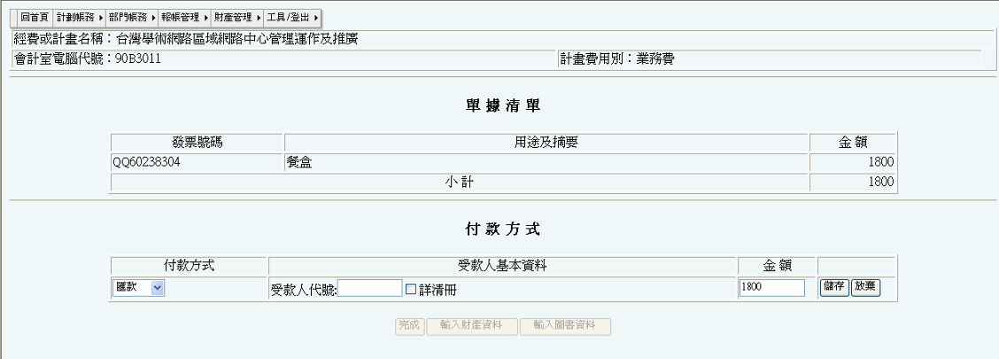 回首頁 計劃帳務 部門帳務 報帳管理 財產管理 工具/登出
經費或計畫名稱：台灣學術網路區域網路中心管理運作及推廣
會計室電腦代號：90B3011 計畫費用別：業務費
單據清單
發票號碼 用途及摘要 金額
QQ60238304 餐盒 1800
小計 1800
付款方式
付款方式 受款人基本資料 金額
匯款 受款人代號: 詳清冊 1800 儲存 放棄
完成 輸入財產資料 輸入圖書資料